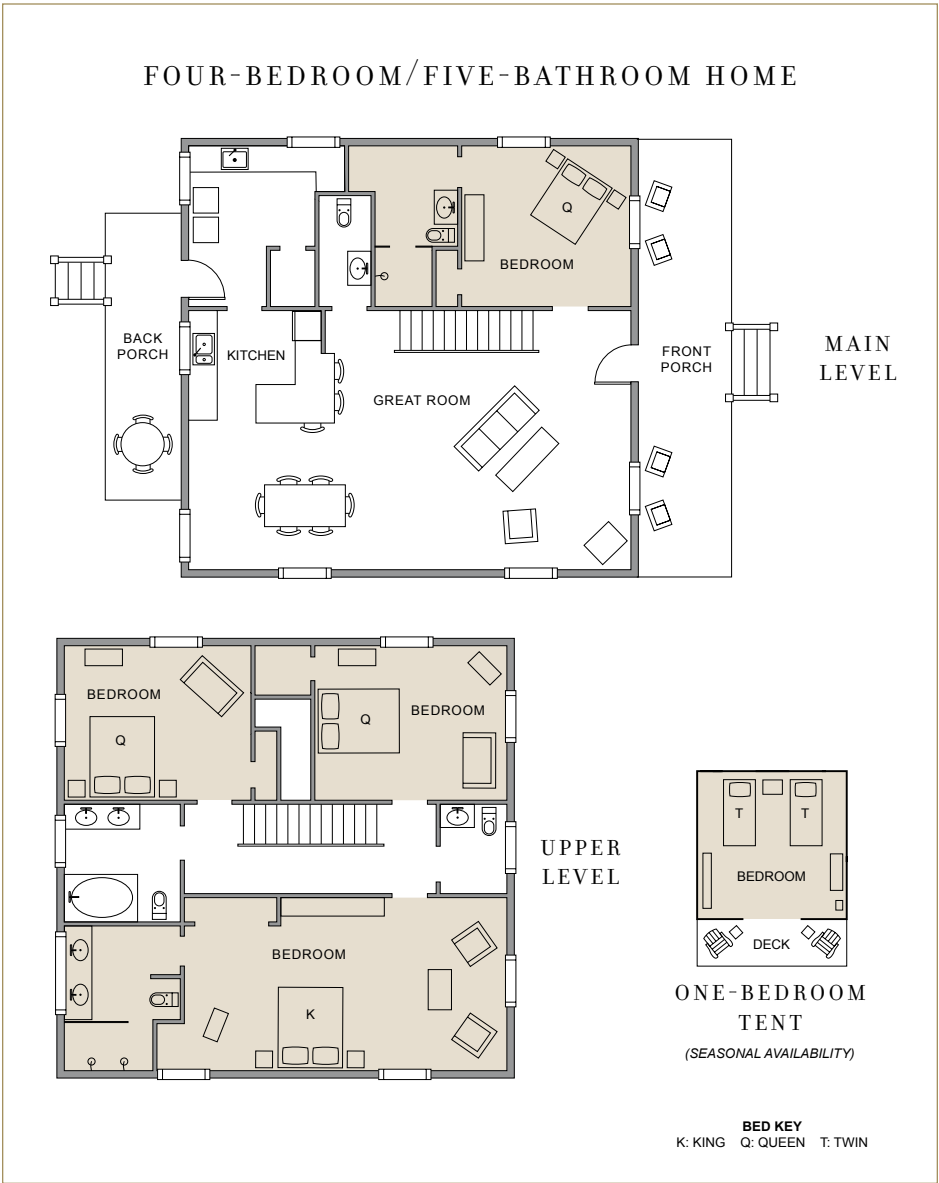 FOUR-BEDROOM/FIVE-BATHROOM HOME
Q
BEDROOM
BACK
PORCH
KITCHEN
GREAT ROOM
FRONT
PORCH
MAIN
LEVEL
BEDROOM
Q
Q
BEDROOM
UPPER
LEVEL
BEDROOM
K
T
T
BEDROOM
DECK
ONE-BEDROOM
TENT
(SEASONAL AVAILABILITY)
BED KEY
K: KING Q: QUEEN T: TWIN